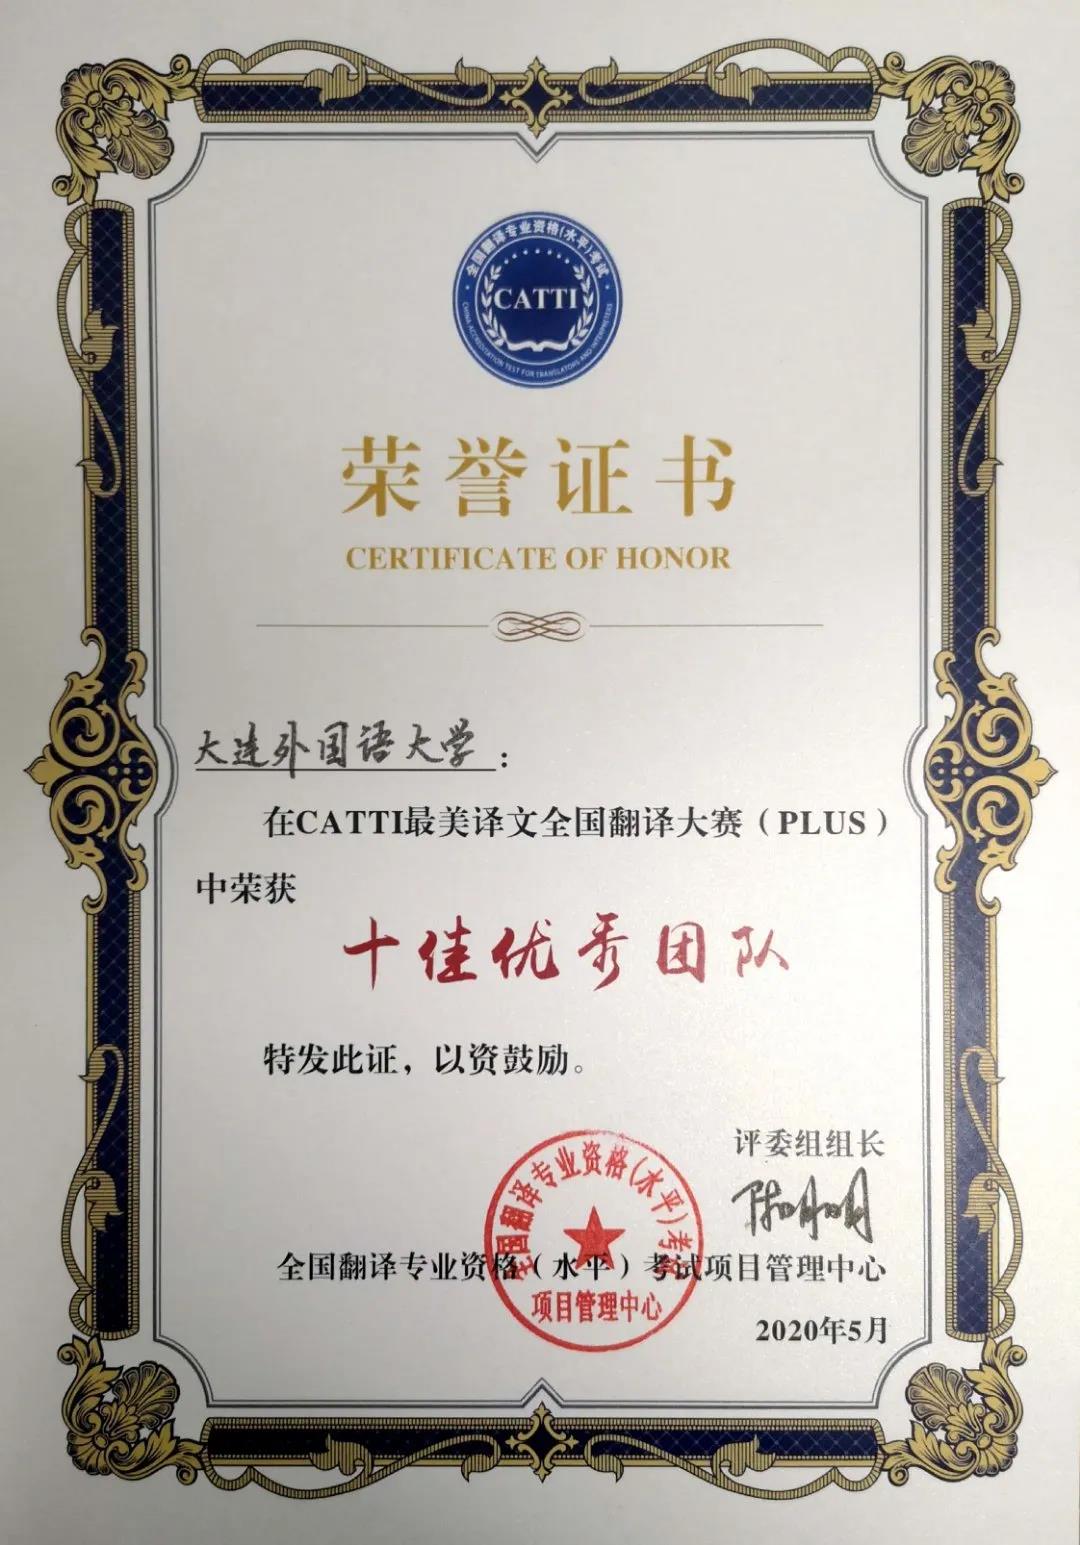 全国翻译专业资格(水平)考试
CATTI
CHINA ACCREDITATION TEST FOR TRANSLATORS AND INTERPRETERS
荣誉证书
CERTIFICATE OF HONOR
大连外国语大学：
在CATTI最美译文全国翻译大赛（PLUS）
中荣获
十佳优秀团队
特发此证，以资鼓励。
评委组组长
陈明明
全国翻译专业资格（水平）考试项目管理中心
2020年5月
全国翻译专业资格(水平)考试
项目管理中心